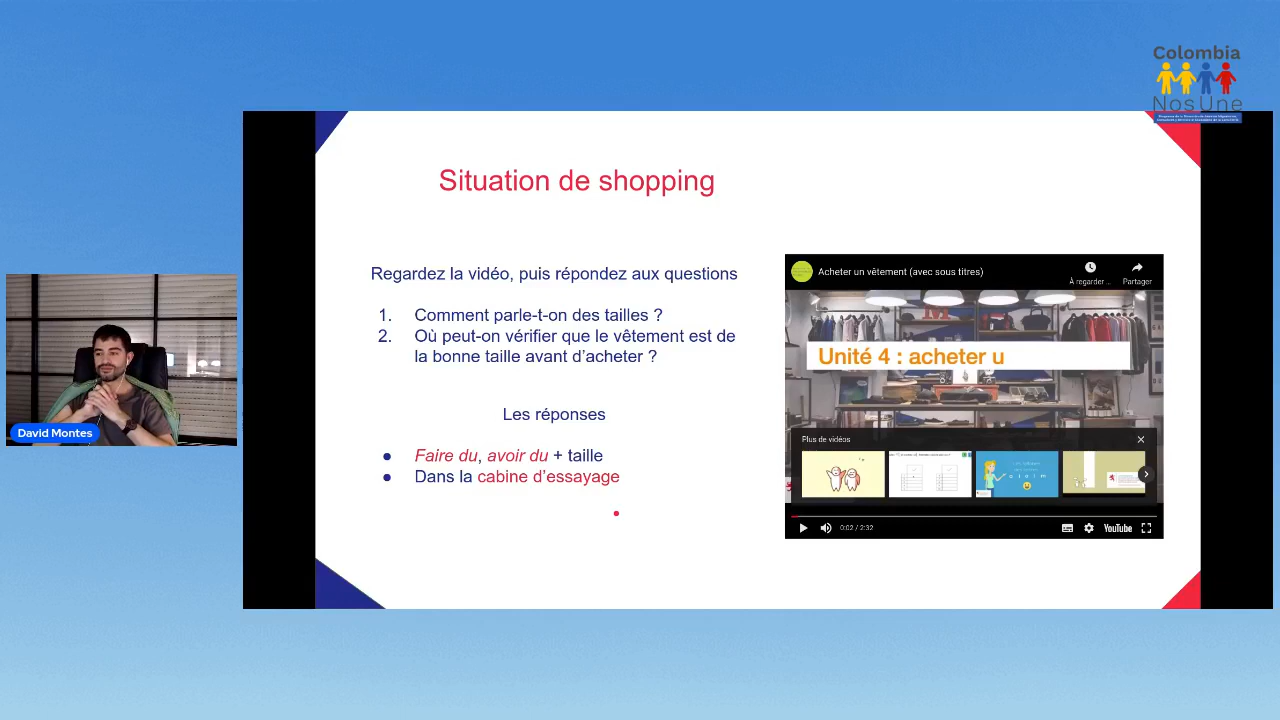 Colombia
NosUne
Situation de shopping
Regardez la vidéo, puis répondez aux questions
1. Comment parle-t-on des tailles ?
2. Où peut-on vérifier que le vêtement est de
la bonne taille avant d'acheter ?
Les réponses
● Faire du, avoir du + taille
● Dans la cabine d'essayage
Acheter un vêtement (avec sous titres)
À regarder ...
Partager
Unité 4 : acheter u
Plus de vidéos
0:02 / 2:32
YouTube
David Montes